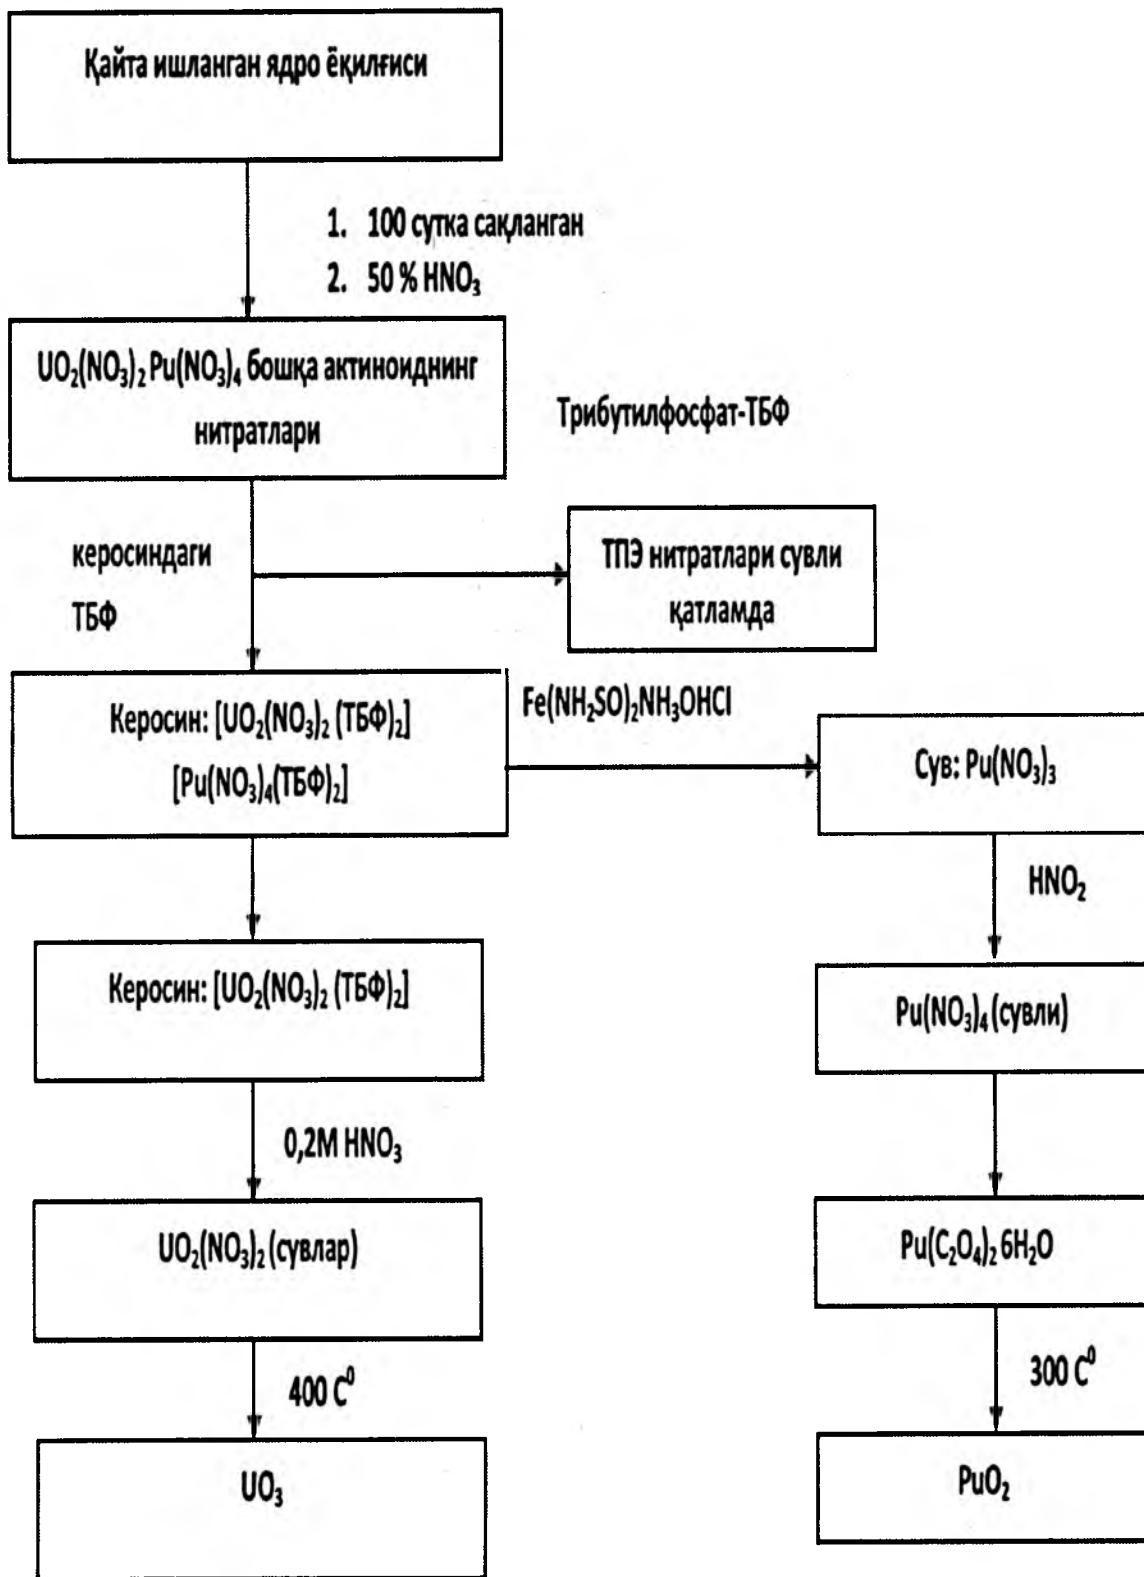 Қайта ишланган ядро ёқилғиси
1. 100 сутка сақланган
2. 50 % HNO₃
UO₂(NO₃)₂ Pu(NO₃)₄ бошқа актиноиднинг
нитратлари
Трибутилфосфат-ТБФ
керосиндаги
ТБФ
ТПЭ нитратлари сувли
қатламда
Керосин: [UO₂(NO₃)₂ (ТБФ)₂]
[Pu(NO₃)₄(ТБФ)₂]
Fe(NH₂SO)₂NH₃OHCl
Сув: Pu(NO₃)₃
HNO₂
Керосин: [UO₂(NO₃)₂ (ТБФ)₂]
Pu(NO₃)₄ (сувли)
0,2M HNO₃
UO₂(NO₃)₂ (сувлар)
Pu(C₂O₄)₂ 6H₂O
400 C⁰
300 C⁰
UO₃
PuO₂